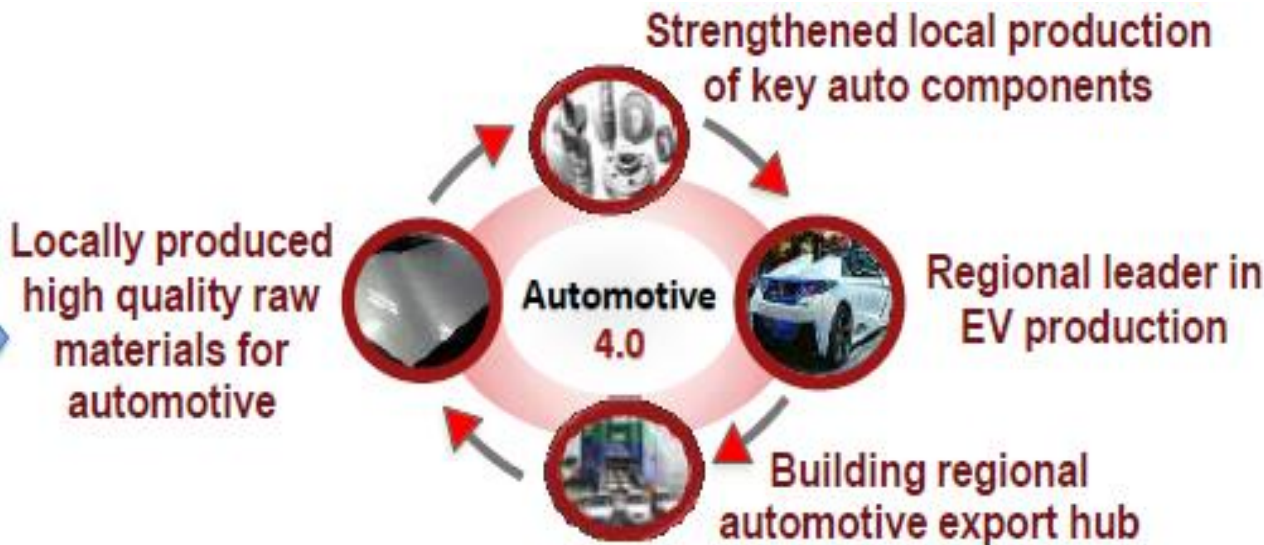 Strengthened local production
of key auto components
Locally produced
high quality raw
materials for
automotive
Automotive
4.0
Regional leader in
EV production
Building regional
automotive export hub